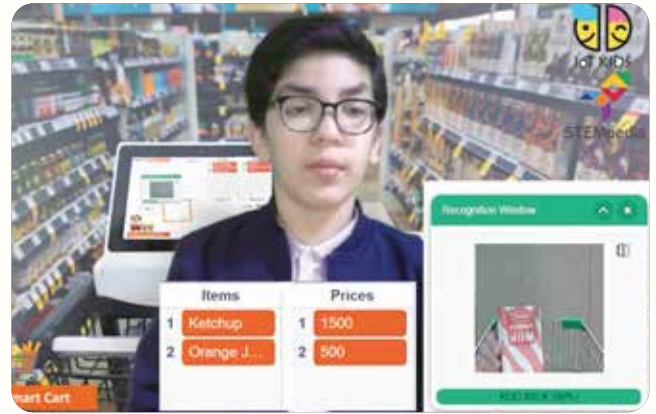 IoT KIDS
STEMpedia
Recognition Window
Items Prices
1 Ketchup 1 1500
2 Orange J... 2 500
mart Cart